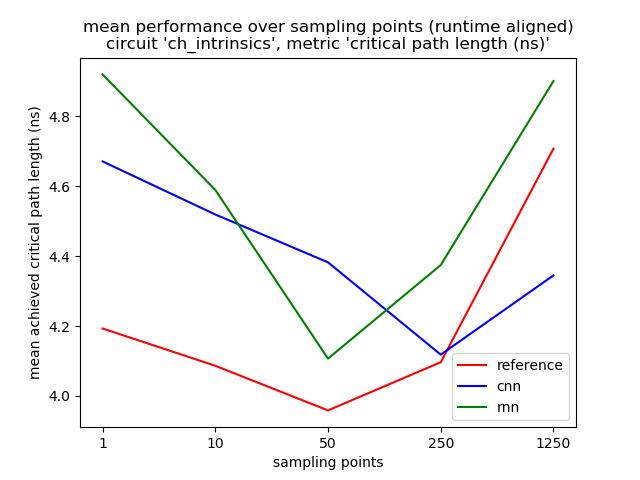 mean performance over sampling points (runtime aligned)
circuit 'ch_intrinsics', metric 'critical path length (ns)'
mean achieved critical path length (ns)
4.8
4.6
4.4
4.2
4.0
reference
cnn
rnn
1 10 50 250 1250
sampling points